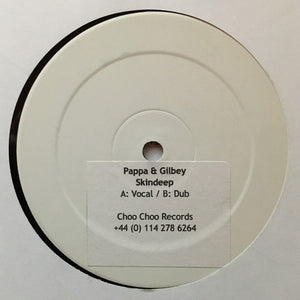 Pappa & Gilbey
Skindeep
A: Vocal / B: Dub
Choo Choo Records
+44 (0) 114 278 6264